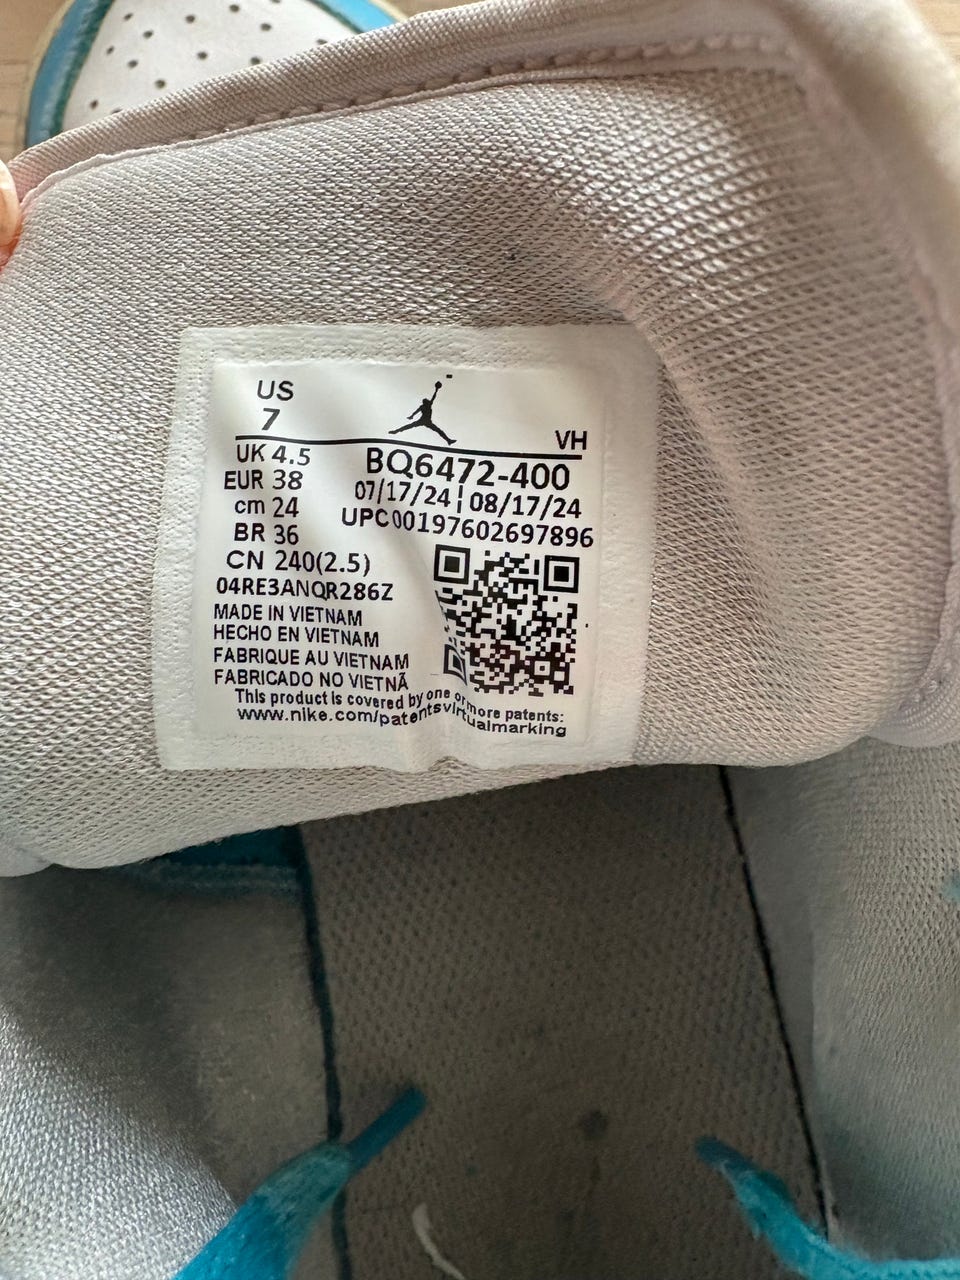 US
7
VH
UK 4.5
BQ6472-400
EUR 38
07/17/24 | 08/17/24
cm 24
UPC00197602697896
BR 36
CN 240(2.5)
04RE3ANQR286Z
MADE IN VIETNAM
HECHO EN VIETNAM
FABRIQUE AU VIETNAM
FABRICADO NO VIETNÃ
This product is covered by one or more patents:
www.nike.com/patentsvirtualmarking